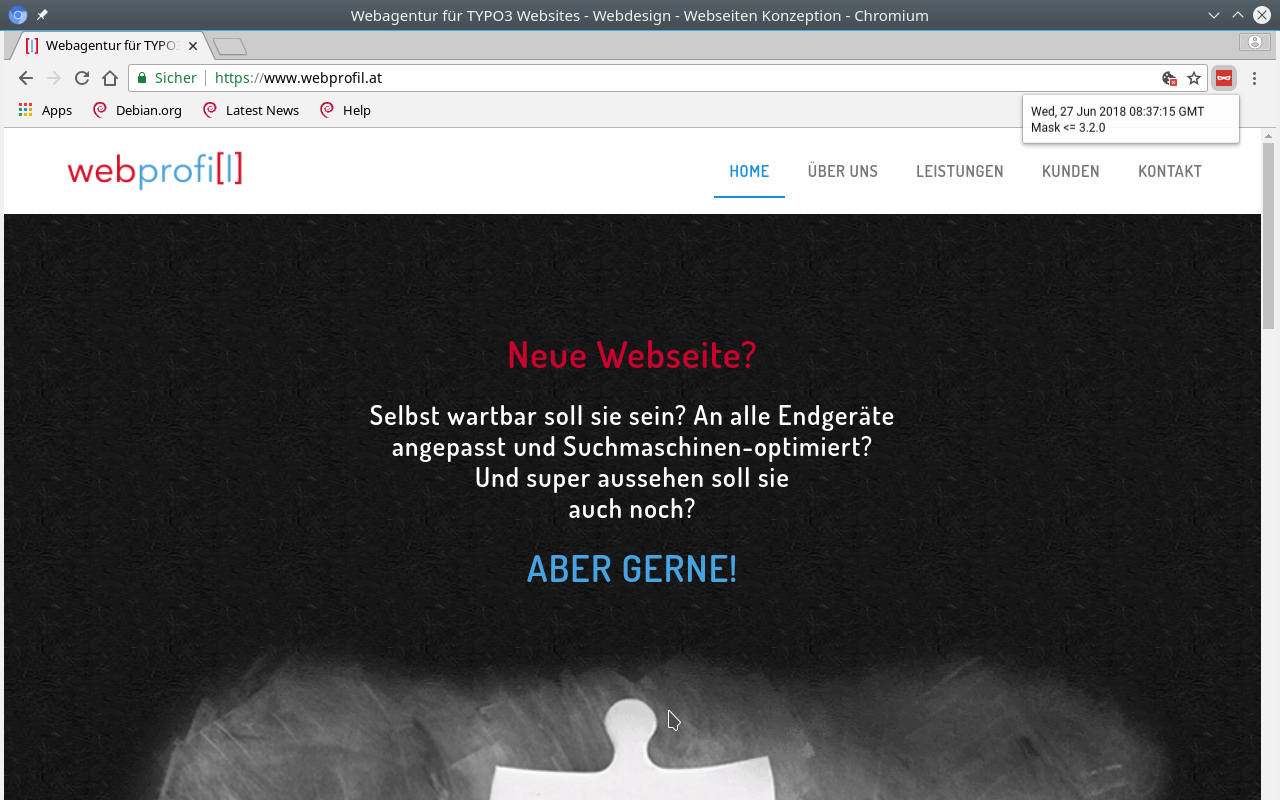 Webagentur für TYPO3 Websites - Webdesign - Webseiten Konzeption - Chromium
Webagentur für TYPO3
Sicher
https://www.webprofil.at
Apps
Debian.org
Latest News
Help
Wed, 27 Jun 2018 08:37:15 GMT
Mask <= 3.2.0
webprofi[l]
HOME
ÜBER UNS
LEISTUNGEN
KUNDEN
KONTAKT
Neue Webseite?
Selbst wartbar soll sie sein? An alle Endgeräte
angepasst und Suchmaschinen-optimiert?
Und super aussehen soll sie
auch noch?
ABER GERNE!